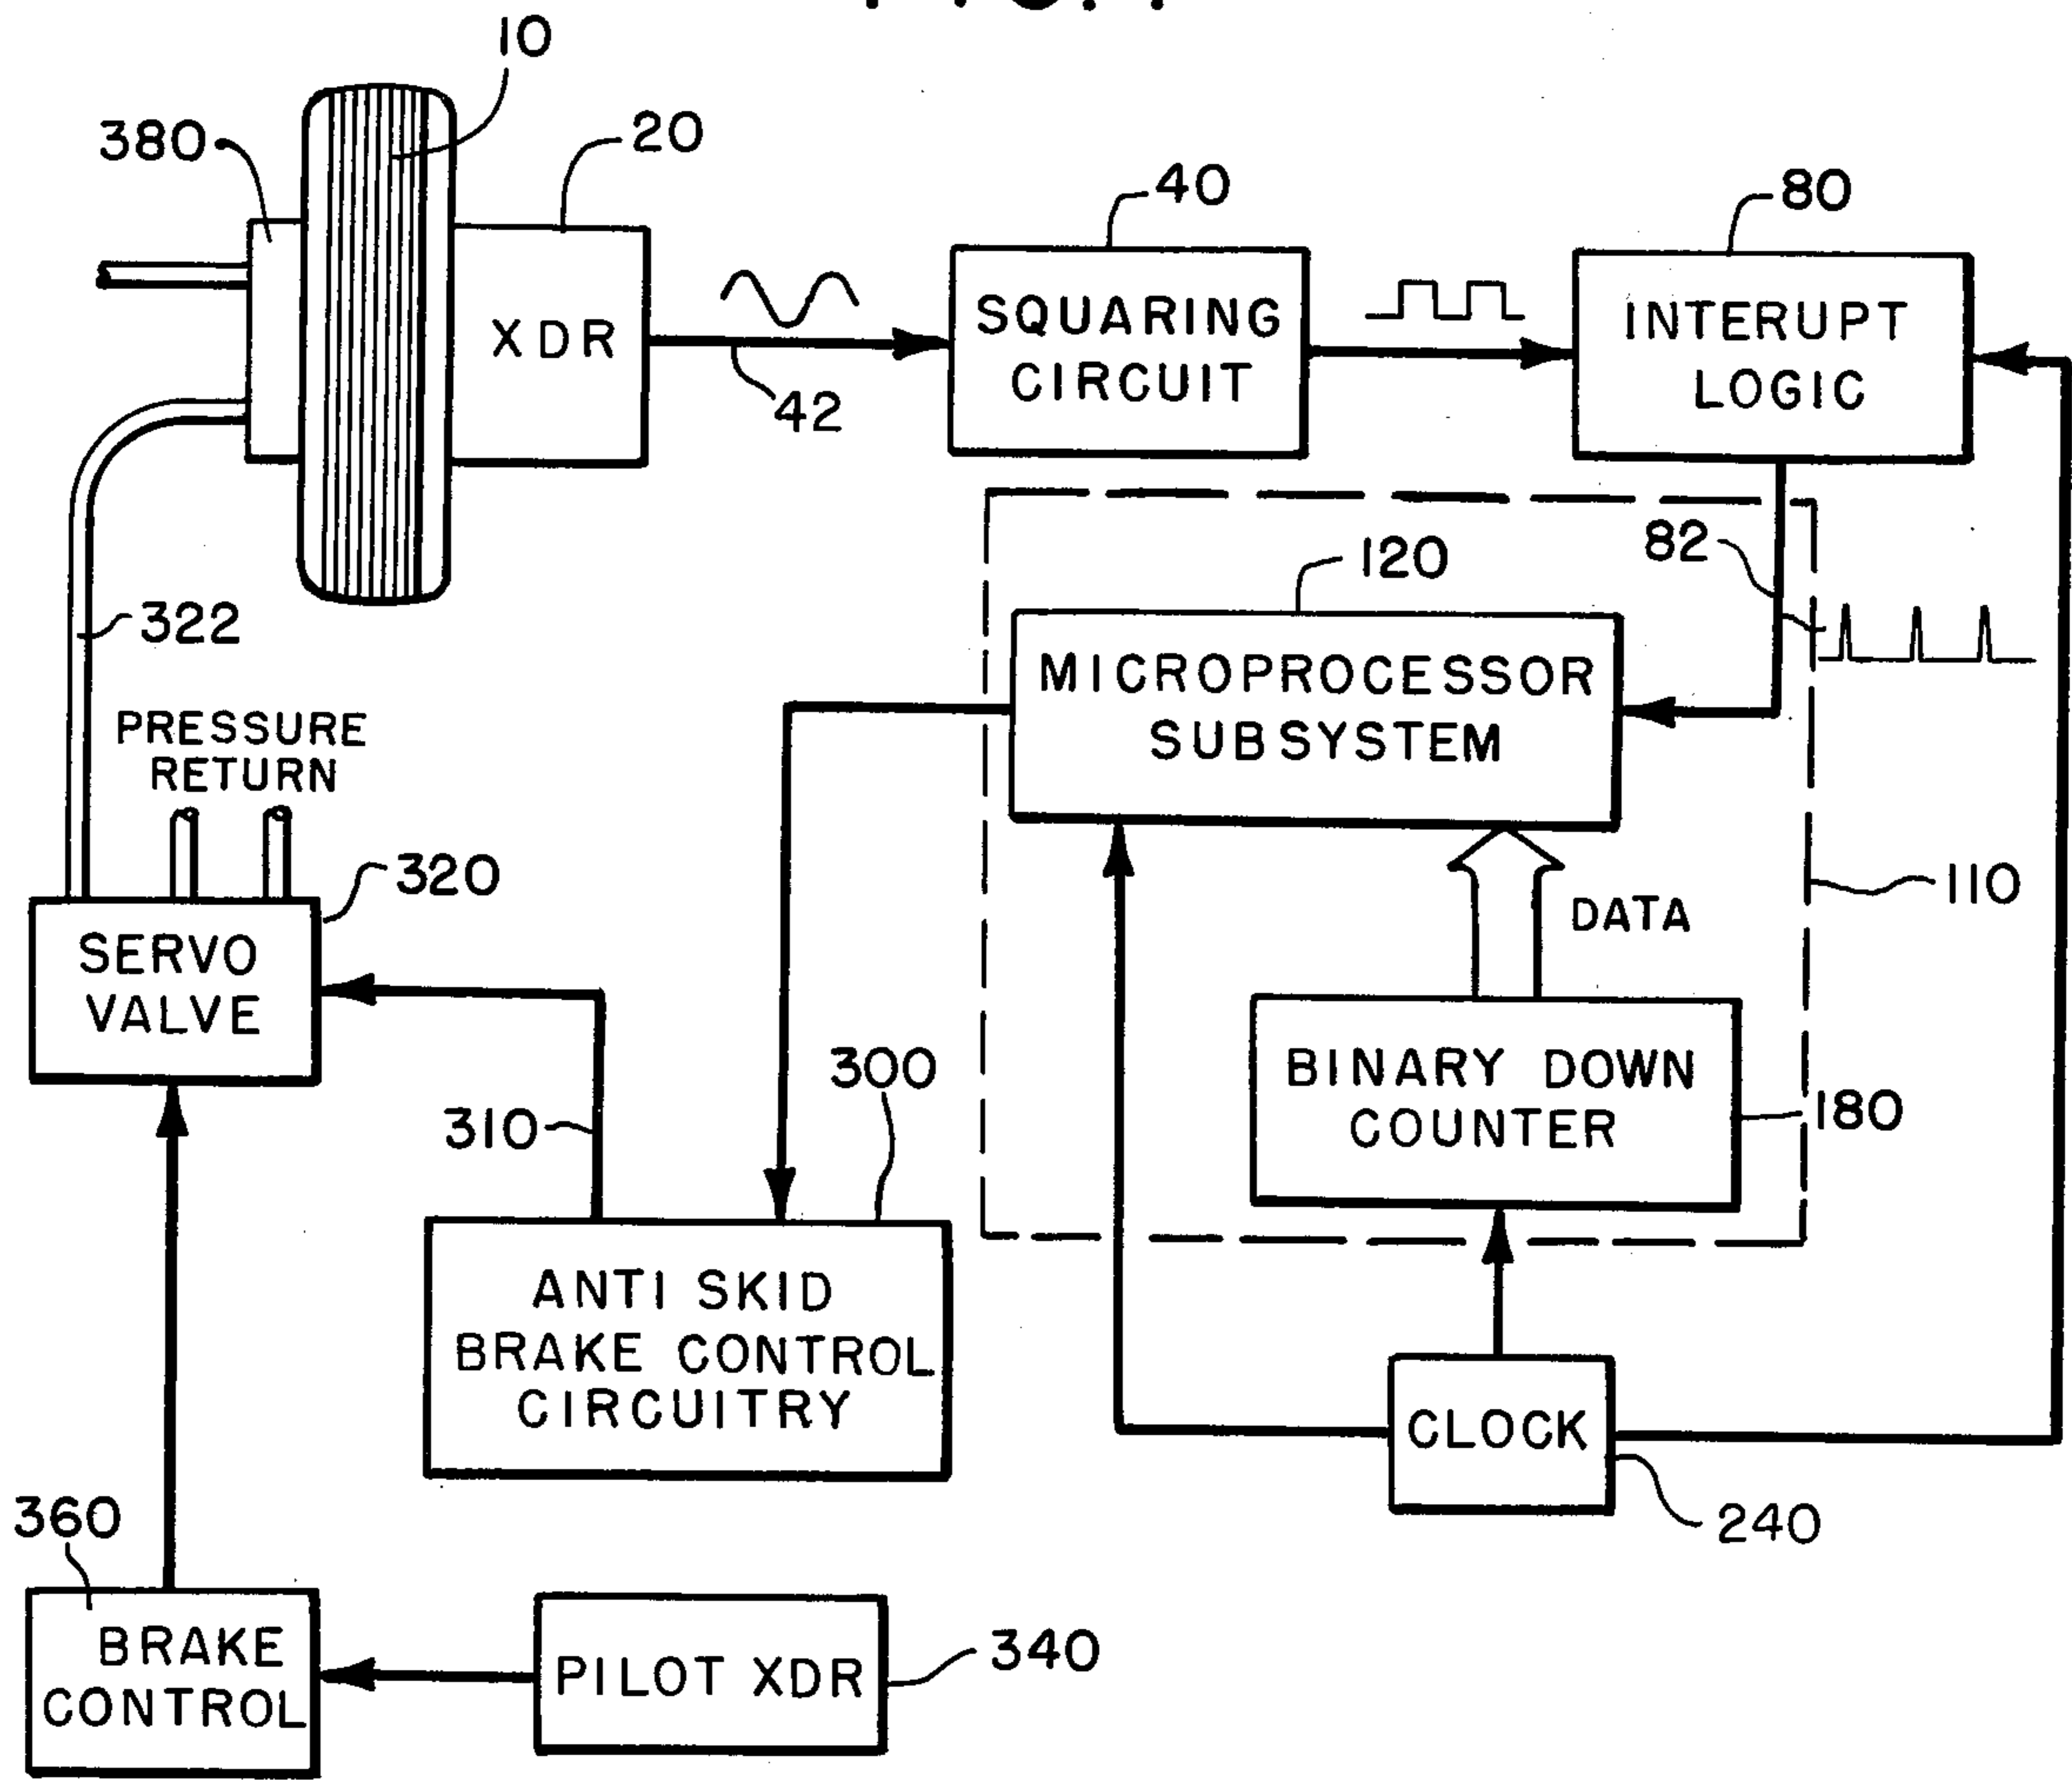 10
380
20
40
80
XDR
42
SQUARING
CIRCUIT
INTERUPT
LOGIC
82
120
322
MICROPROCESSOR
SUBSYSTEM
PRESSURE
RETURN
320
110
DATA
SERVO
VALVE
300
BINARY DOWN
COUNTER
180
310
ANTI SKID
BRAKE CONTROL
CIRCUITRY
CLOCK
240
360
BRAKE
CONTROL
PILOT XDR
340